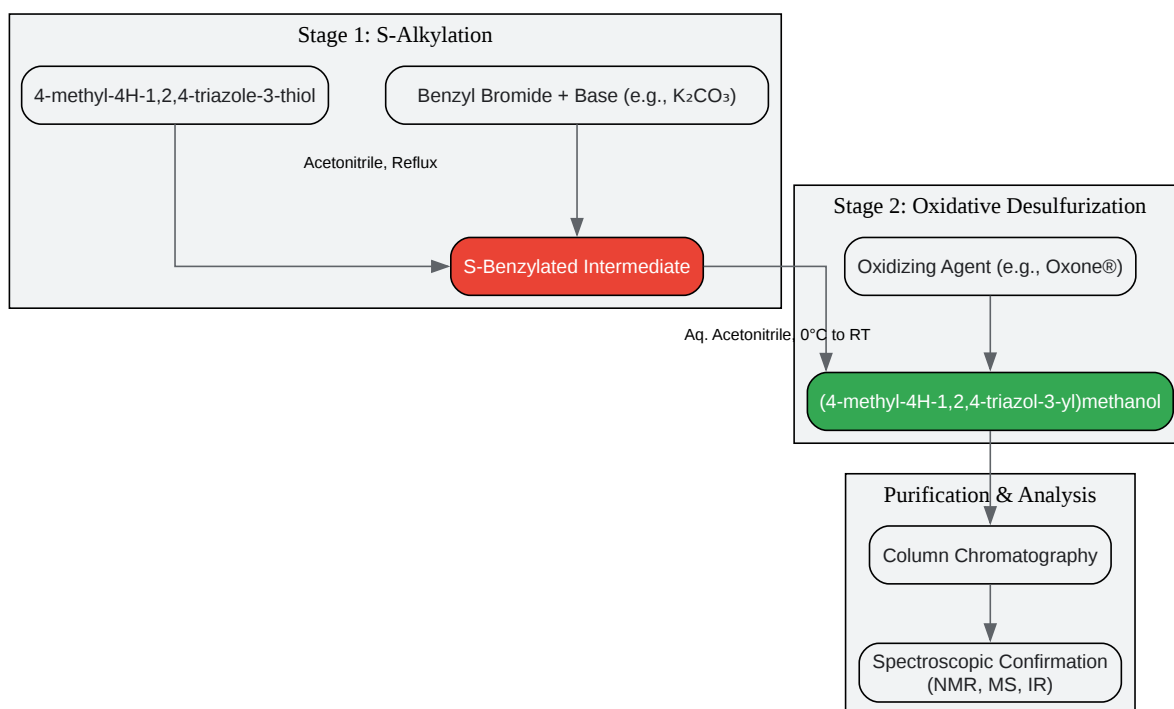 Stage 1: S-Alkylation
4-methyl-4H-1,2,4-triazole-3-thiol
Benzyl Bromide + Base (e.g., K₂CO₃)
Acetonitrile, Reflux
S-Benzylated Intermediate
Stage 2: Oxidative Desulfurization
Oxidizing Agent (e.g., Oxone®)
Aq. Acetonitrile, 0°C to RT
(4-methyl-4H-1,2,4-triazol-3-yl)methanol
Purification & Analysis
Column Chromatography
Spectroscopic Confirmation
(NMR, MS, IR)